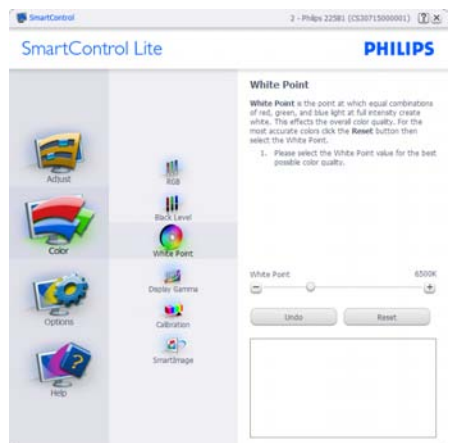 SmartControl
2 - Philips 225B1 (CS30715000001)
SmartControl Lite
PHILIPS
Adjust
Color
Options
Help
RGB
Black Level
White Point
Display Gamma
Calibration
SmartImage
White Point
White Point is the point at which equal combinations
of red, green, and blue light at full intensity create
white. This effects the overall color quality. For the
most accurate colors click the Reset button then
select the White Point.
1. Please select the White Point value for the best
possible color quality.
White Point 6500K
Undo Reset